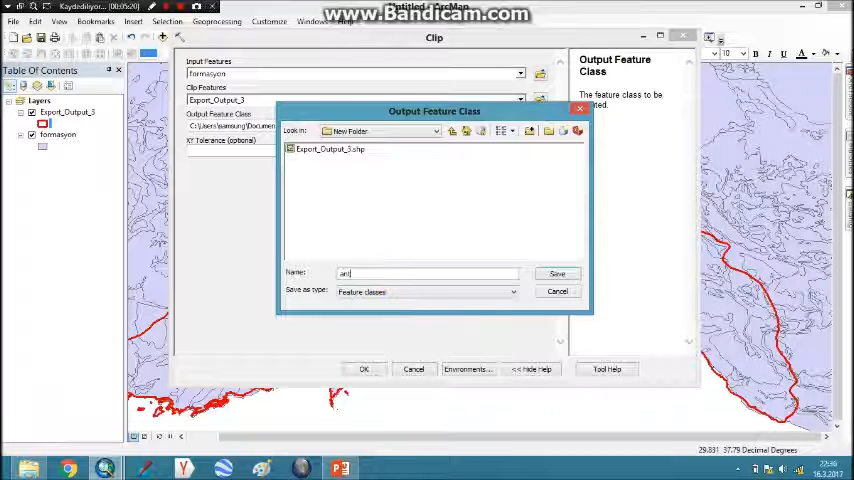 Untitled - ArcMap
Kaydediliyor... [00:05:20]
www.Bandicam.com
File Edit View Bookmarks Insert Selection Geoprocessing Customize Windows Help
10 B I U A
Table Of Contents
Layers
Export_Output_3
formasyon
Clip
Input Features
formasyon
Clip Features
Export_Output_3
Output Feature Class
C:\Users\samsung\Documen
XY Tolerance (optional)
Output Feature
Class
The feature class to be
Output Feature Class
Look in: New Folder
Export_Output_3.shp
Name: ant
Save
Save as type: Feature classes
Cancel
OK Cancel Environments... << Hide Help Tool Help
29.831 37.79 Decimal Degrees
16.3.2017